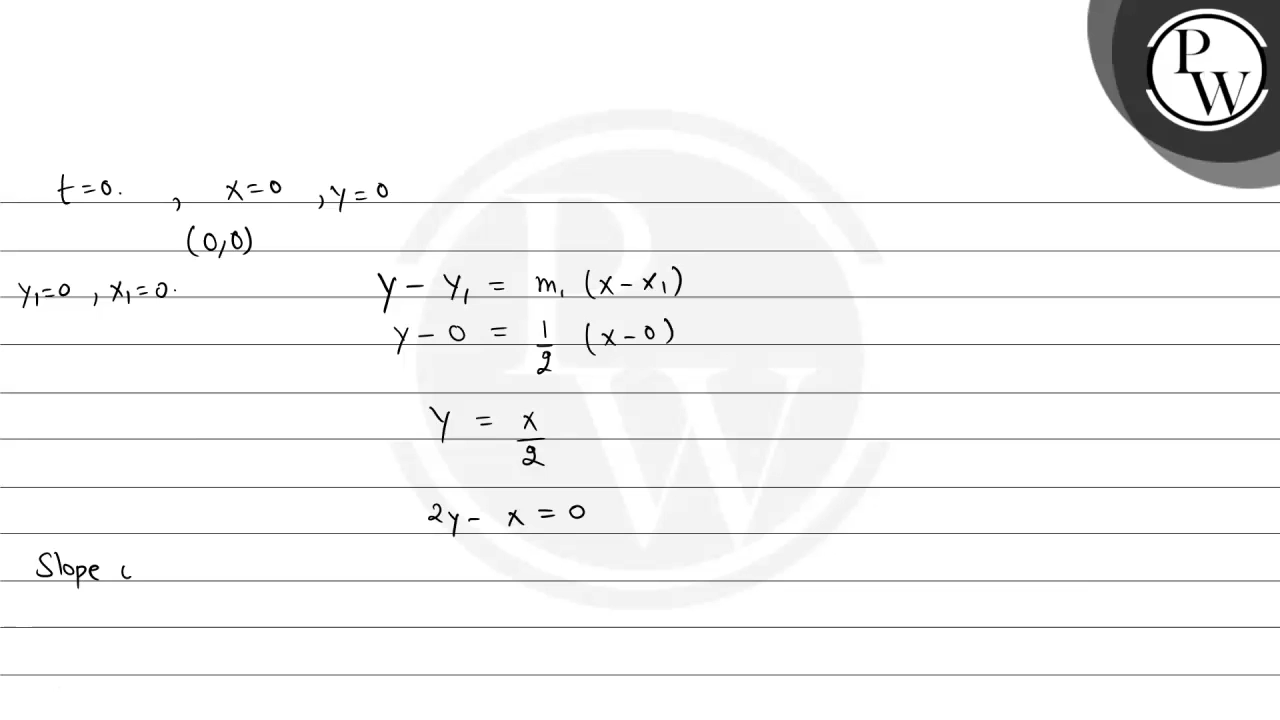 PW
t=0. , x=0 , y=0
(0,0)
y₁=0 , x₁=0.
y - y₁ = m₁ (x - x₁)
y - 0 = 1/2 (x - 0)
y = x/2
2y - x = 0
Slope